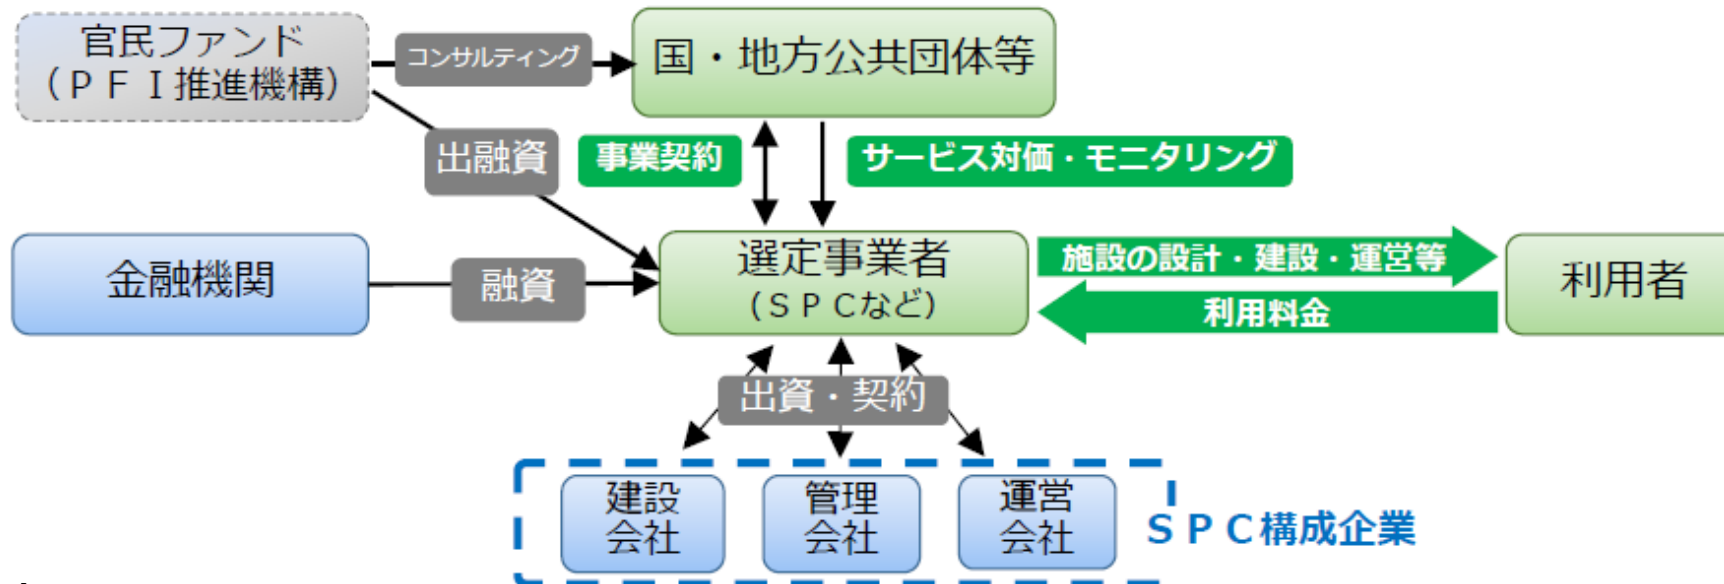 官民ファンド
（ＰＦＩ推進機構）
コンサルティング
国・地方公共団体等
出融資
事業契約
サービス対価・モニタリング
金融機関
融資
選定事業者
（ＳＰＣなど）
施設の設計・建設・運営等
利用料金
利用者
出資・契約
建設
会社
管理
会社
運営
会社
ＳＰＣ構成企業